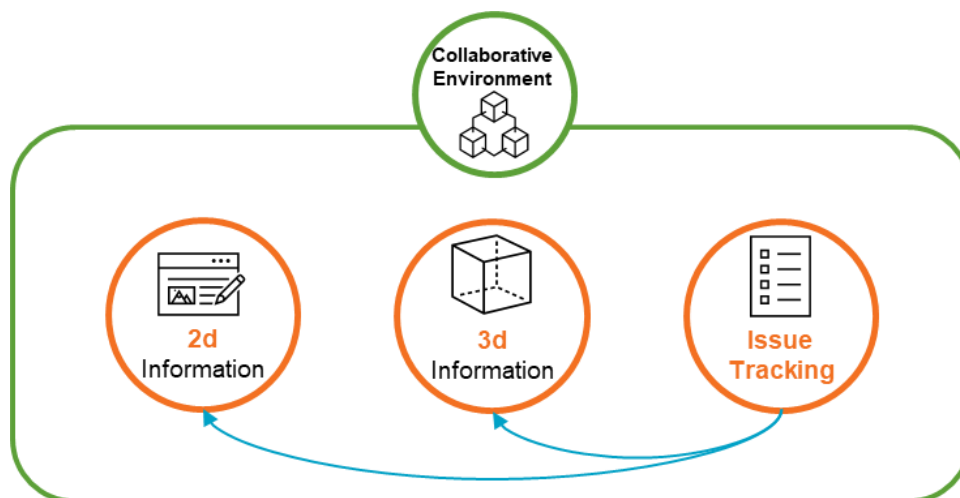 Collaborative
Environment
2d
Information
3d
Information
Issue
Tracking